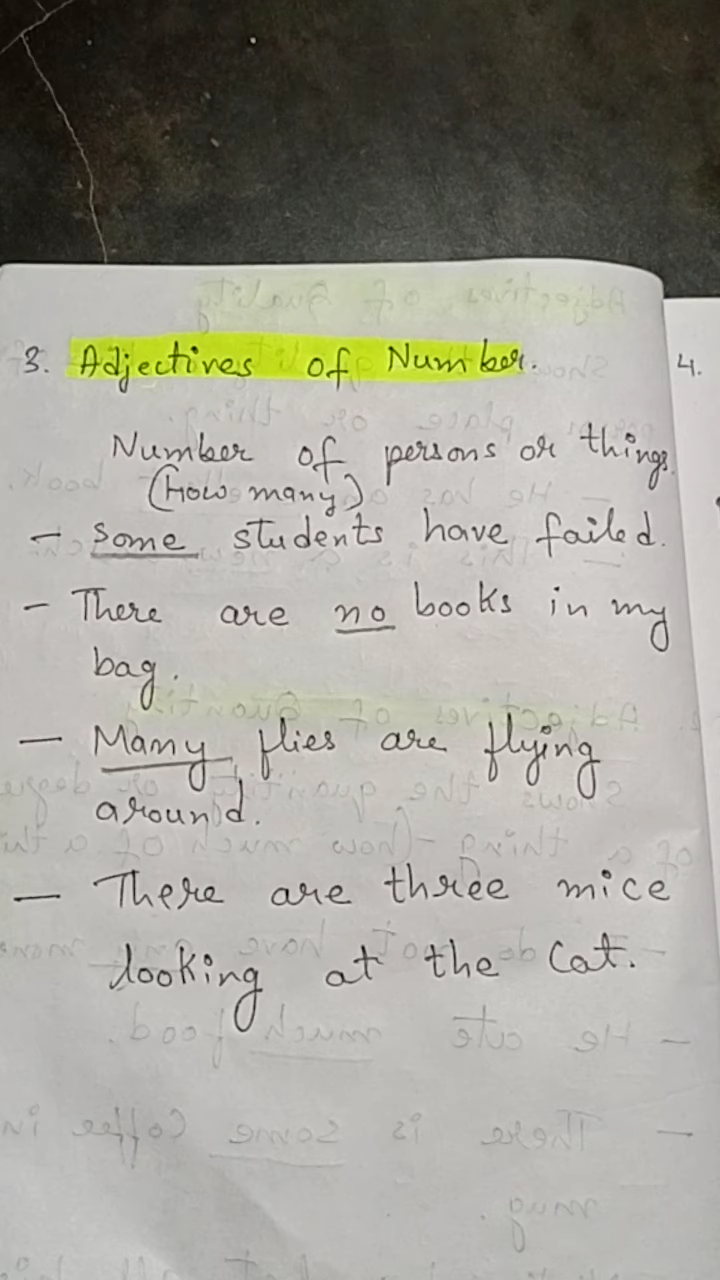 3. Adjectives of Number.
4.
Number of persons or things.
(How many)
- Some students have failed.
- There are no books in my
bag.
- Many flies are flying
around.
- There are three mice
looking at the cat.